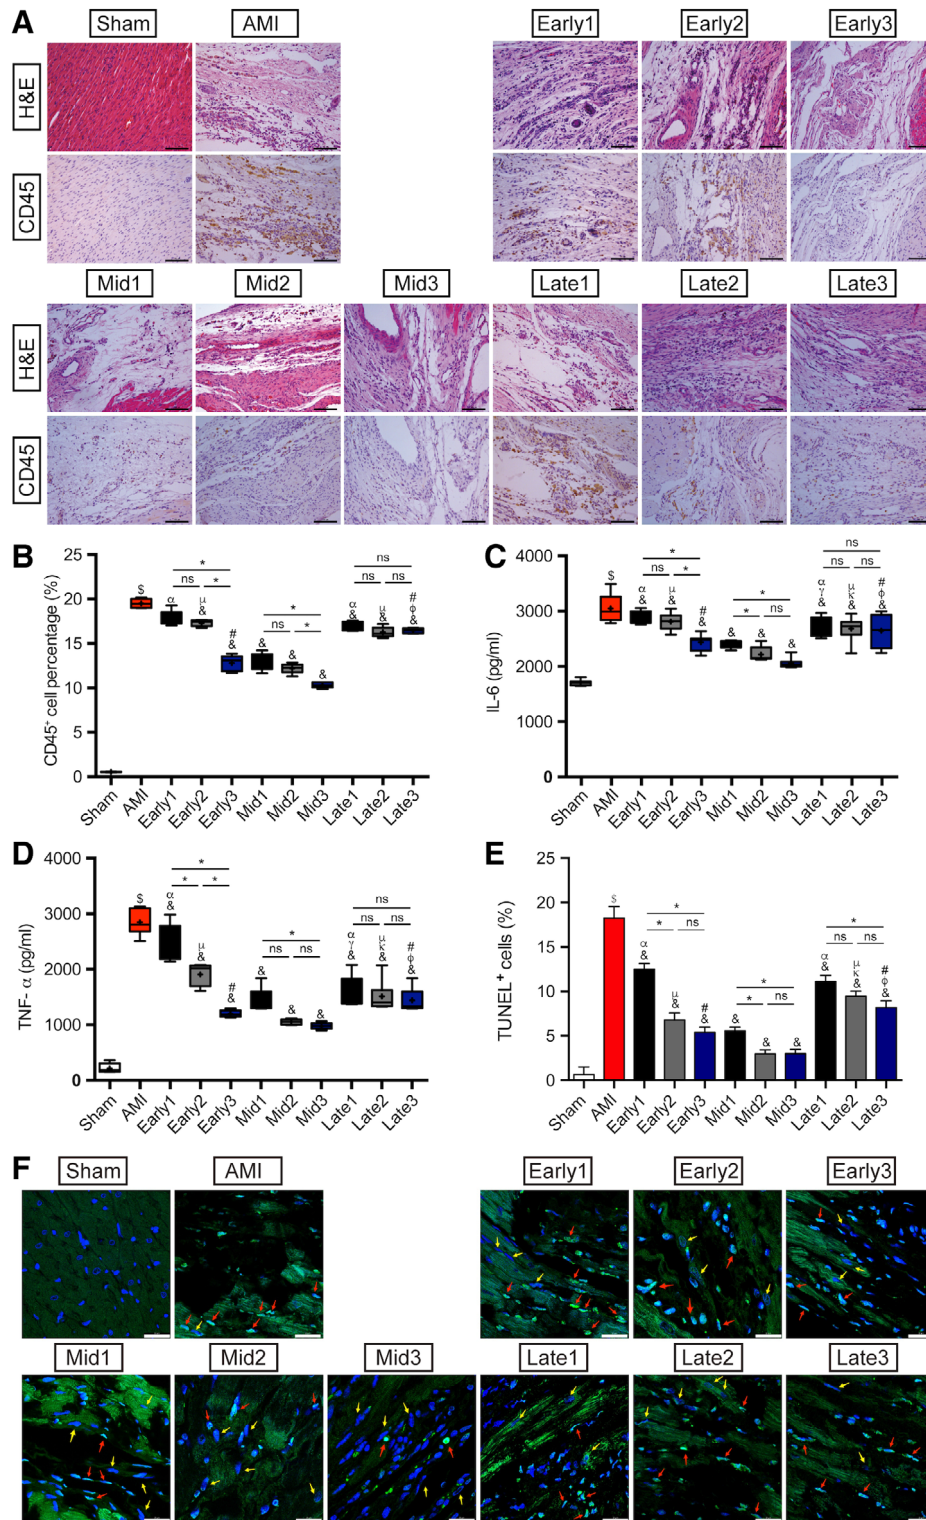 A
Sham
AMI
Early1
Early2
Early3
H&E
CD45
Mid1
Mid2
Mid3
Late1
Late2
Late3
H&E
CD45
B
CD45+ cell percentage (%)
25
20
15
10
5
0
$
α
&
μ
&
#
&
&
&
&
α
&
μ
&
#
ϕ
&
*
ns
*
*
ns
*
ns
ns
ns
Sham
AMI
Early1
Early2
Early3
Mid1
Mid2
Mid3
Late1
Late2
Late3
C
IL-6 (pg/ml)
4000
3000
2000
1000
0
$
α
&
μ
&
#
&
&
&
&
α
γ
&
μ
κ
&
#
ϕ
&
*
ns
*
*
*
ns
ns
ns
ns
Sham
AMI
Early1
Early2
Early3
Mid1
Mid2
Mid3
Late1
Late2
Late3
D
TNF- α (pg/ml)
4000
3000
2000
1000
0
$
α
&
μ
&
#
&
&
&
&
α
γ
&
μ
κ
&
#
ϕ
&
*
*
*
*
ns
ns
ns
ns
ns
Sham
AMI
Early1
Early2
Early3
Mid1
Mid2
Mid3
Late1
Late2
Late3
E
TUNEL+ cells (%)
25
20
15
10
5
0
$
α
&
μ
&
#
&
&
&
&
α
&
μ
κ
&
#
ϕ
&
*
*
ns
*
*
ns
*
ns
ns
Sham
AMI
Early1
Early2
Early3
Mid1
Mid2
Mid3
Late1
Late2
Late3
F
Sham
AMI
Early1
Early2
Early3
Mid1
Mid2
Mid3
Late1
Late2
Late3